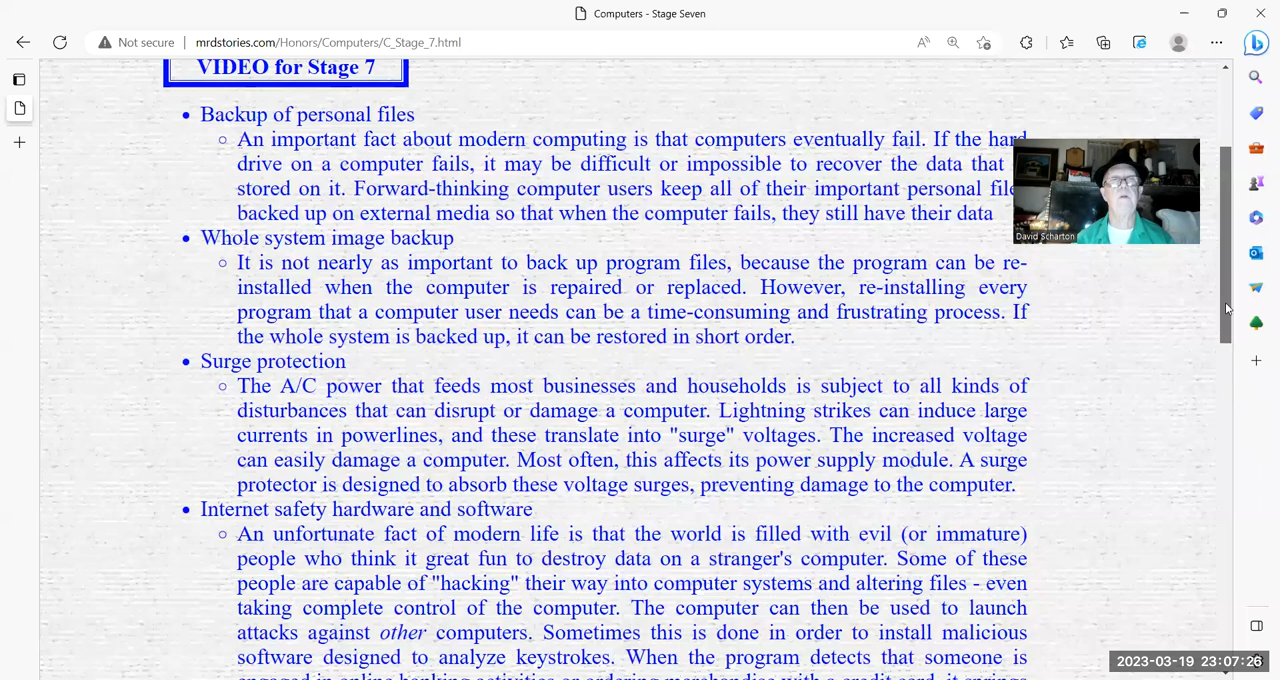 Computers - Stage Seven
Not secure
mrdstories.com/Honors/Computers/C_Stage_7.html
VIDEO for Stage 7
Backup of personal files
An important fact about modern computing is that computers eventually fail. If the hard
drive on a computer fails, it may be difficult or impossible to recover the data that
stored on it. Forward-thinking computer users keep all of their important personal file
backed up on external media so that when the computer fails, they still have their data
David Scharton
Whole system image backup
It is not nearly as important to back up program files, because the program can be re-
installed when the computer is repaired or replaced. However, re-installing every
program that a computer user needs can be a time-consuming and frustrating process. If
the whole system is backed up, it can be restored in short order.
Surge protection
The A/C power that feeds most businesses and households is subject to all kinds of
disturbances that can disrupt or damage a computer. Lightning strikes can induce large
currents in powerlines, and these translate into "surge" voltages. The increased voltage
can easily damage a computer. Most often, this affects its power supply module. A surge
protector is designed to absorb these voltage surges, preventing damage to the computer.
Internet safety hardware and software
An unfortunate fact of modern life is that the world is filled with evil (or immature)
people who think it great fun to destroy data on a stranger's computer. Some of these
people are capable of "hacking" their way into computer systems and altering files - even
taking complete control of the computer. The computer can then be used to launch
attacks against other computers. Sometimes this is done in order to install malicious
software designed to analyze keystrokes. When the program detects that someone is
engaged in online banking activities or ordering merchandise with a credit card, it springs
2023-03-19 23:07:26